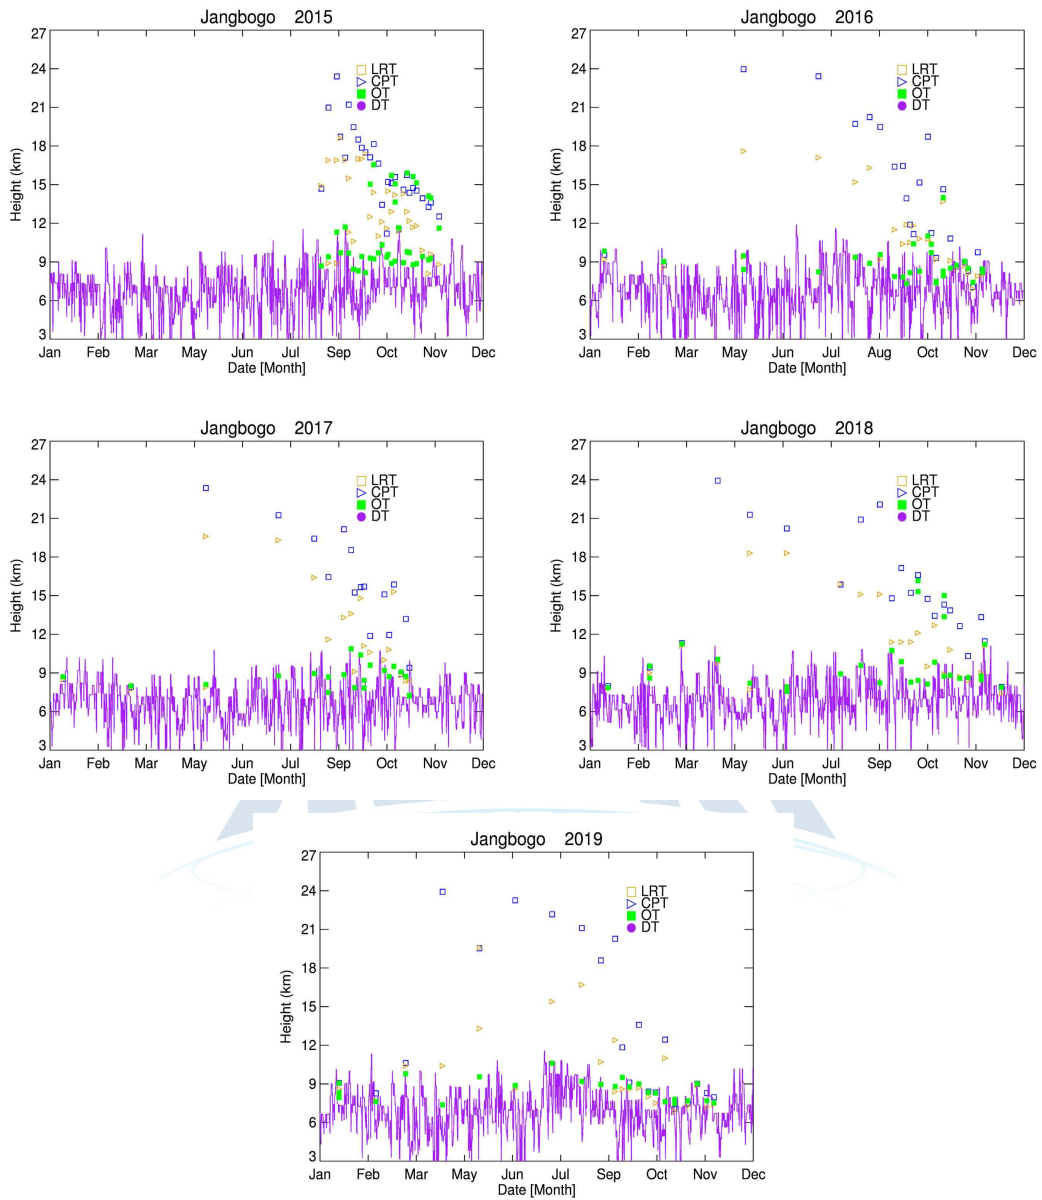 Jangbogo 2015
27
24
21
18
15
12
9
6
3
Height (km)
LRT
CPT
OT
DT
Jan Feb Mar May Jun Jul Sep Oct Nov Dec
Date [Month]
Jangbogo 2016
27
24
21
18
15
12
9
6
3
Height (km)
LRT
CPT
OT
DT
Jan Feb Mar May Jun Jul Aug Oct Nov Dec
Date [Month]
Jangbogo 2017
27
24
21
18
15
12
9
6
3
Height (km)
LRT
CPT
OT
DT
Jan Feb Mar May Jun Jul Sep Oct Nov Dec
Date [Month]
Jangbogo 2018
27
24
21
18
15
12
9
6
3
Height (km)
LRT
CPT
OT
DT
Jan Feb Mar May Jun Jul Sep Oct Nov Dec
Date [Month]
Jangbogo 2019
27
24
21
18
15
12
9
6
3
Height (km)
LRT
CPT
OT
DT
Jan Feb Mar May Jun Jul Sep Oct Nov Dec
Date [Month]